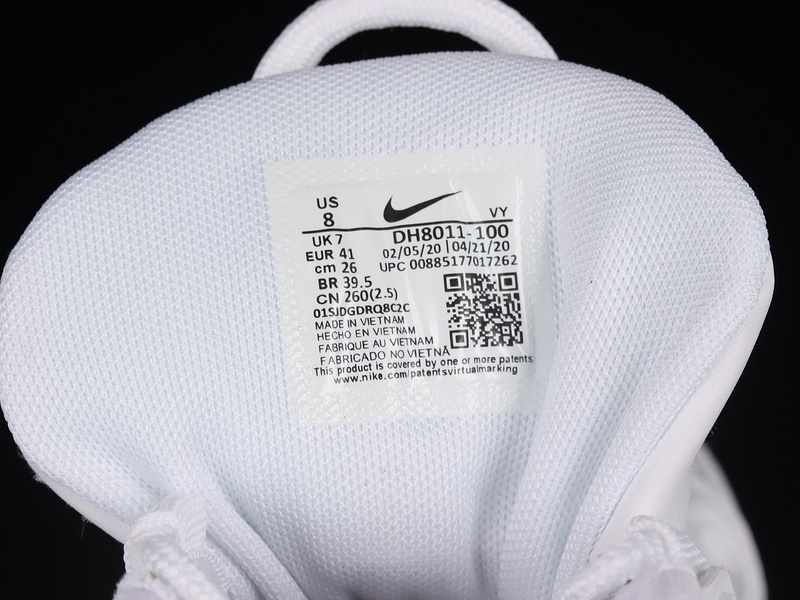 US
8
VY
UK 7
DH8011-100
EUR 41
02/05/20 | 04/21/20
cm 26
UPC 00885177017262
BR 39.5
CN 260(2.5)
01SJDGDRQ8C2C
MADE IN VIETNAM
HECHO EN VIETNAM
FABRIQUE AU VIETNAM
FABRICADO NO VIETNÃ
This product is covered by one or more patents.
www.nike.com/patentsvirtualmarking